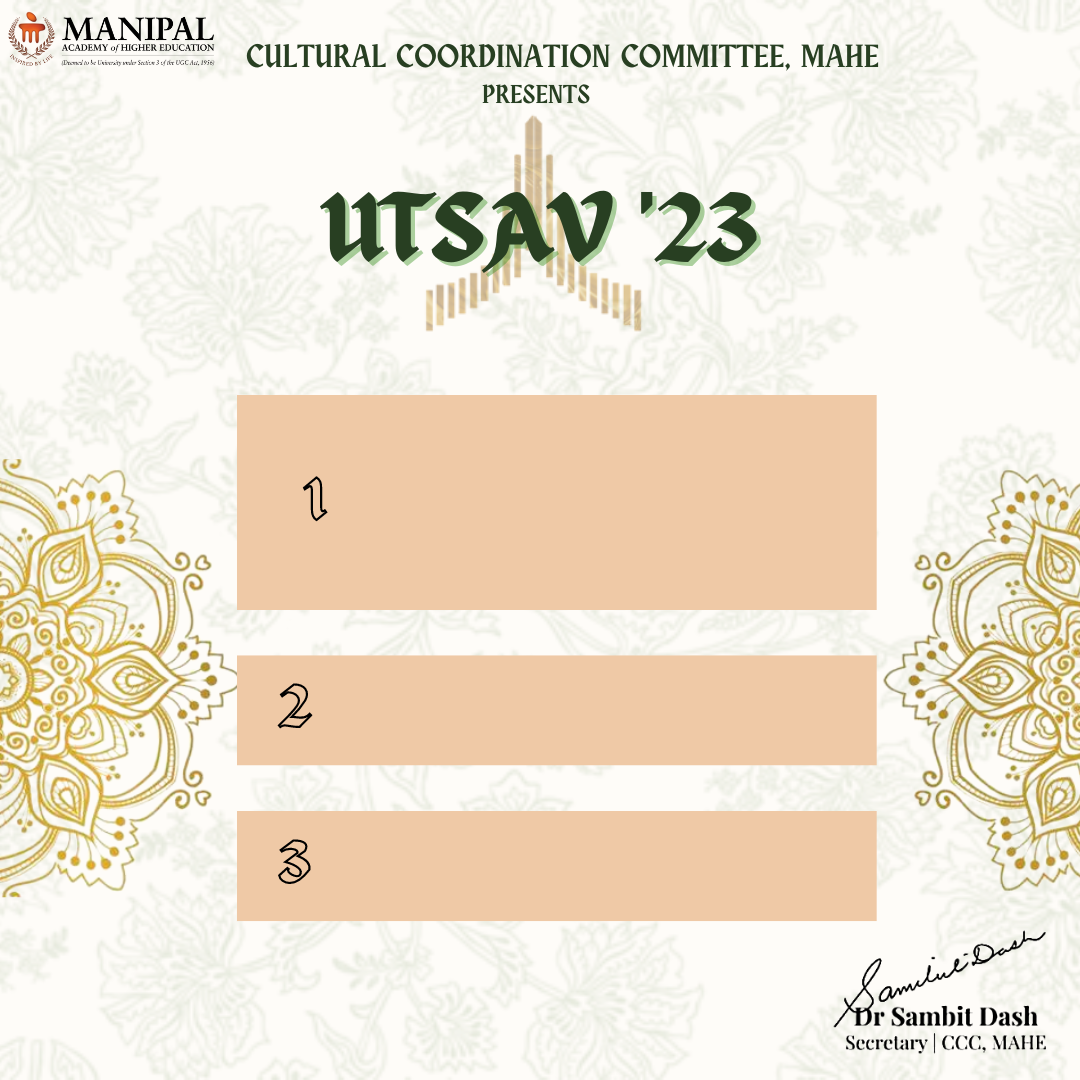 MANIPAL
ACADEMY of HIGHER EDUCATION
(Deemed to be University under Section 3 of the UGC Act, 1956)
INSPIRED BY LIFE
CULTURAL COORDINATION COMMITTEE, MAHE
PRESENTS
UTSAV '23
1
2
3
Sambit Dash
Dr Sambit Dash
Secretary | CCC, MAHE